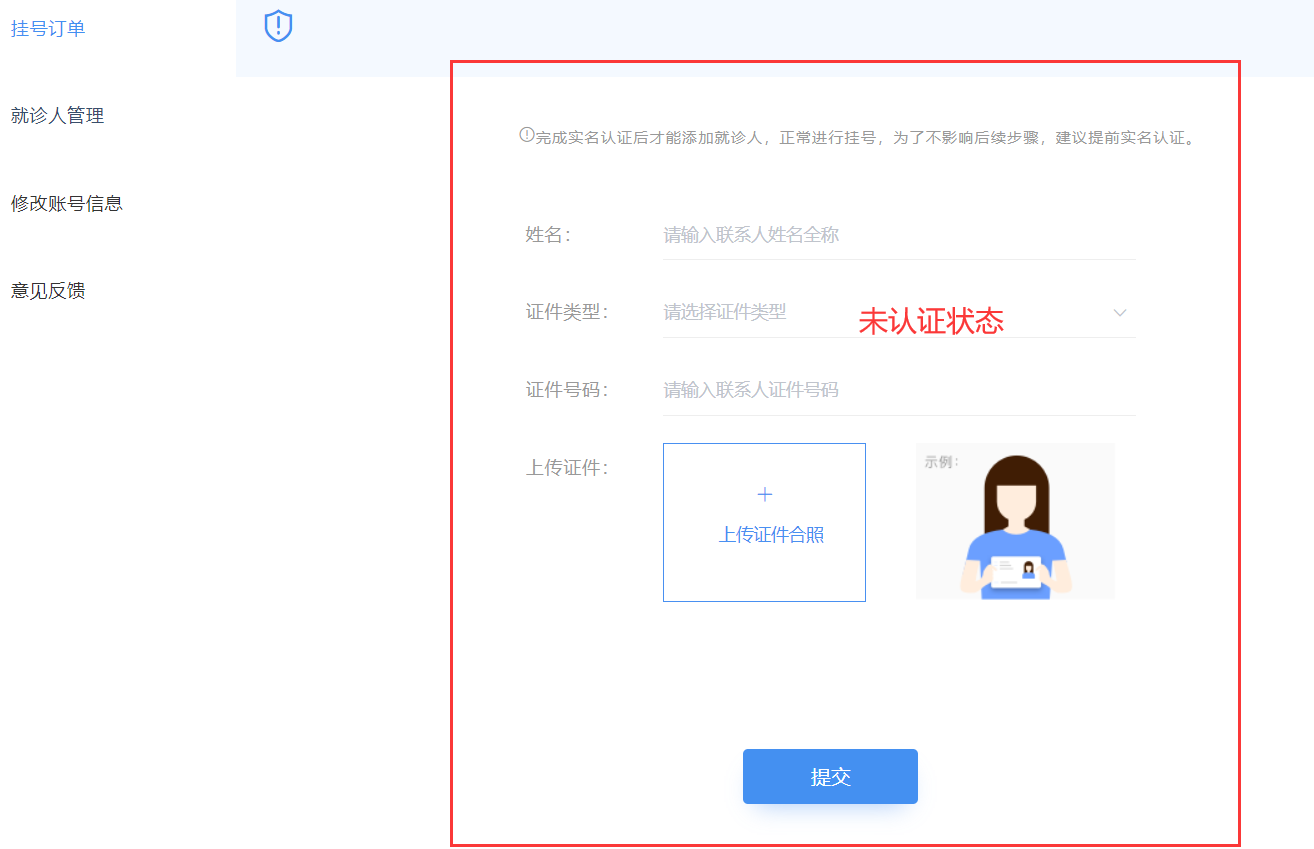 挂号订单
就诊人管理
修改账号信息
意见反馈
完成实名认证后才能添加就诊人，正常进行挂号，为了不影响后续步骤，建议提前实名认证。
姓名：
请输入联系人姓名全称
证件类型：
请选择证件类型
未认证状态
证件号码：
请输入联系人证件号码
上传证件：
+
上传证件合照
示例：
提交